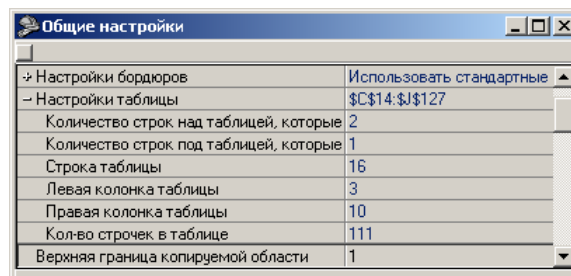 Общие настройки
Настройки бордюров Использовать стандартные
Настройки таблицы $C$14:$J$127
Количество строк над таблицей, которые 2
Количество строк под таблицей, которые 1
Строка таблицы 16
Левая колонка таблицы 3
Правая колонка таблицы 10
Кол-во строчек в таблице 111
Верхняя граница копируемой области 1